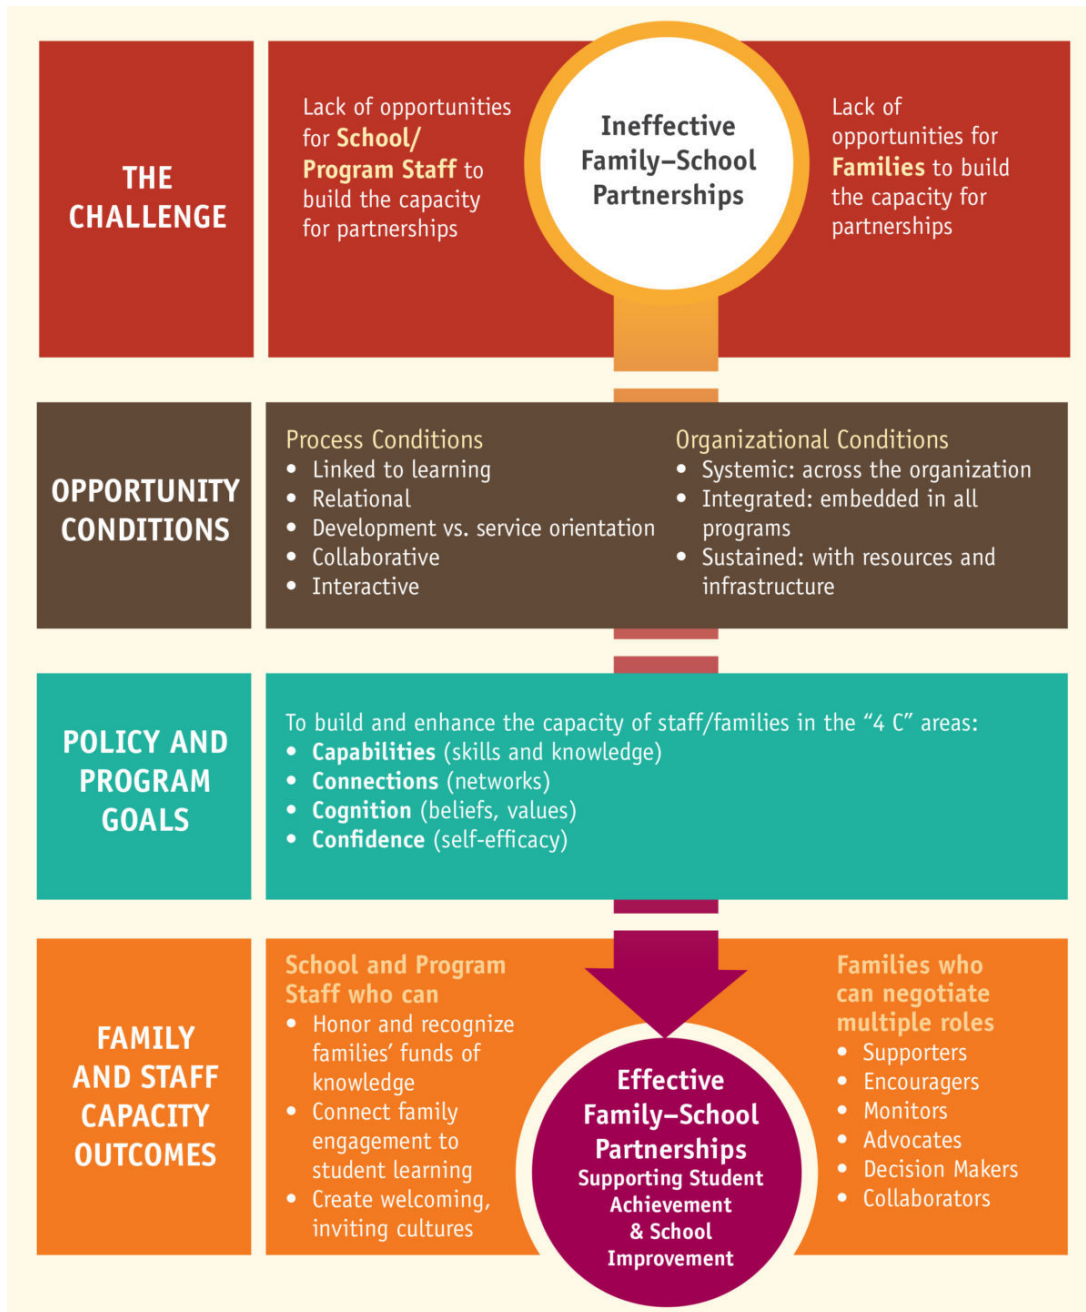 THE
CHALLENGE
Lack of opportunities
for School/
Program Staff to
build the capacity
for partnerships
Ineffective
Family–School
Partnerships
Lack of
opportunities for
Families to build
the capacity for
partnerships
OPPORTUNITY
CONDITIONS
Process Conditions
• Linked to learning
• Relational
• Development vs. service orientation
• Collaborative
• Interactive
Organizational Conditions
• Systemic: across the organization
• Integrated: embedded in all
programs
• Sustained: with resources and
infrastructure
POLICY AND
PROGRAM
GOALS
To build and enhance the capacity of staff/families in the “4 C” areas:
• Capabilities (skills and knowledge)
• Connections (networks)
• Cognition (beliefs, values)
• Confidence (self-efficacy)
FAMILY
AND STAFF
CAPACITY
OUTCOMES
School and Program
Staff who can
• Honor and recognize
families’ funds of
knowledge
• Connect family
engagement to
student learning
• Create welcoming,
inviting cultures
Effective
Family–School
Partnerships
Supporting Student
Achievement
& School
Improvement
Families who
can negotiate
multiple roles
• Supporters
• Encouragers
• Monitors
• Advocates
• Decision Makers
• Collaborators